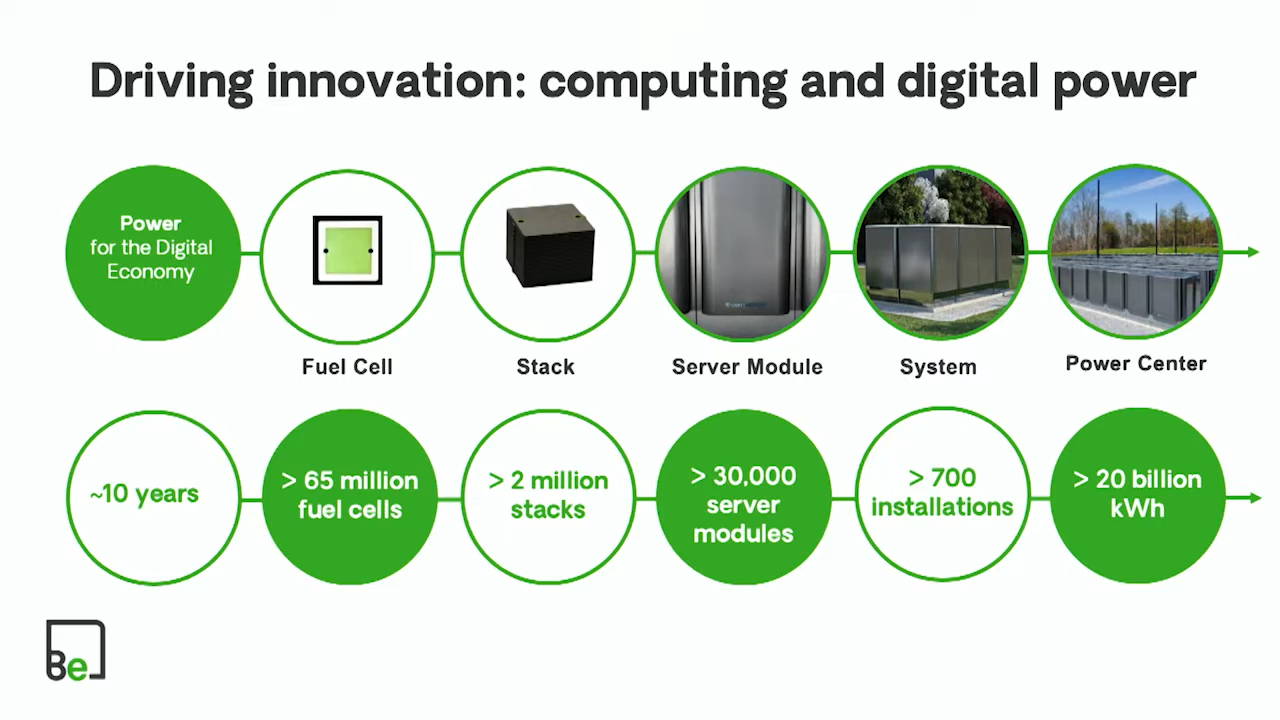 Driving innovation: computing and digital power
Power
for the Digital
Economy
Fuel Cell
Stack
Server Module
System
Power Center
~10 years
> 65 million
fuel cells
> 2 million
stacks
> 30,000
server
modules
> 700
installations
> 20 billion
kWh
Be